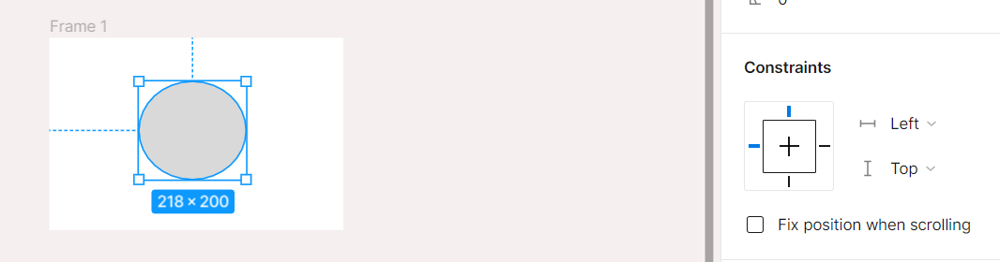 Frame 1
218 × 200
Constraints
Left
Top
Fix position when scrolling